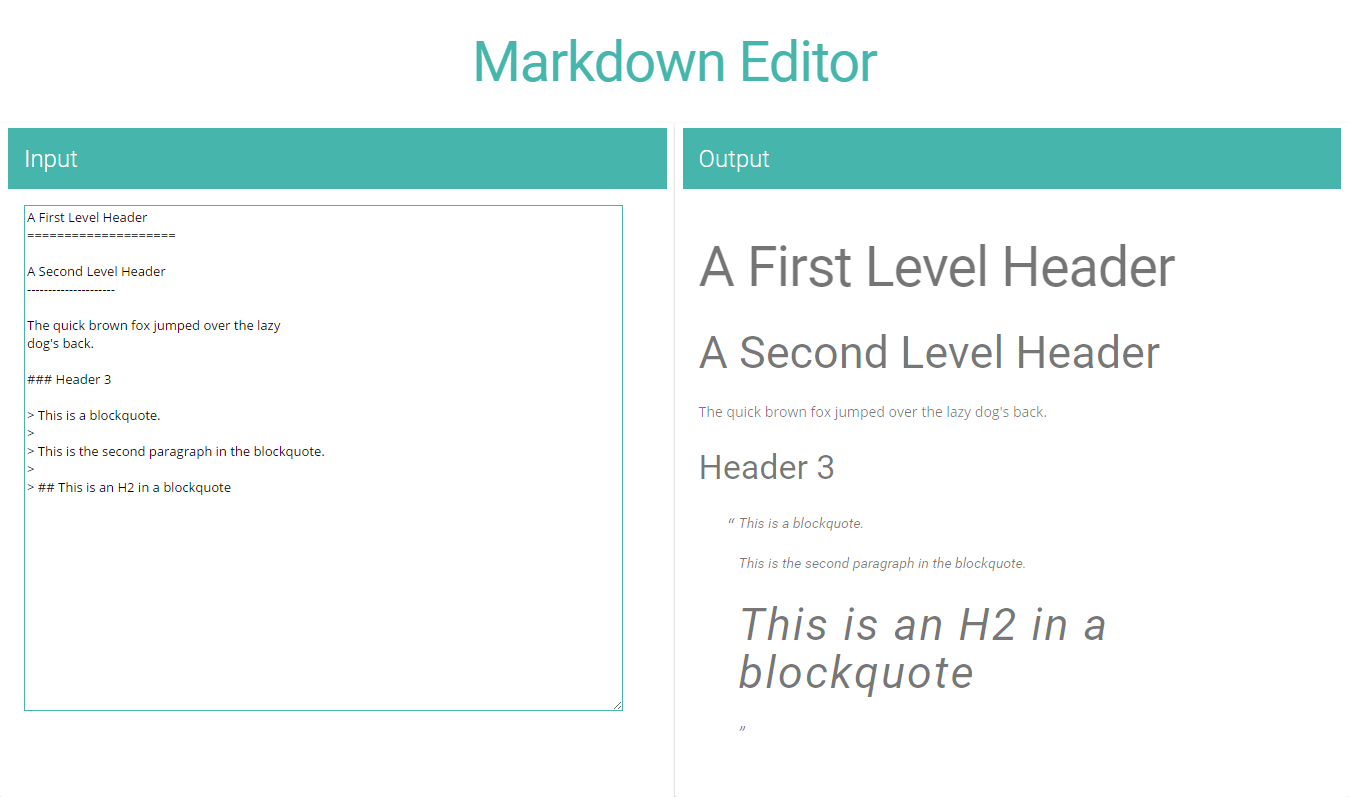 Markdown Editor
Input
A First Level Header
====================
A Second Level Header
---------------------
The quick brown fox jumped over the lazy
dog's back.
### Header 3
> This is a blockquote.
>
> This is the second paragraph in the blockquote.
>
> ## This is an H2 in a blockquote
Output
A First Level Header
A Second Level Header
The quick brown fox jumped over the lazy dog's back.
Header 3
“ This is a blockquote.
This is the second paragraph in the blockquote.
This is an H2 in a
blockquote
”